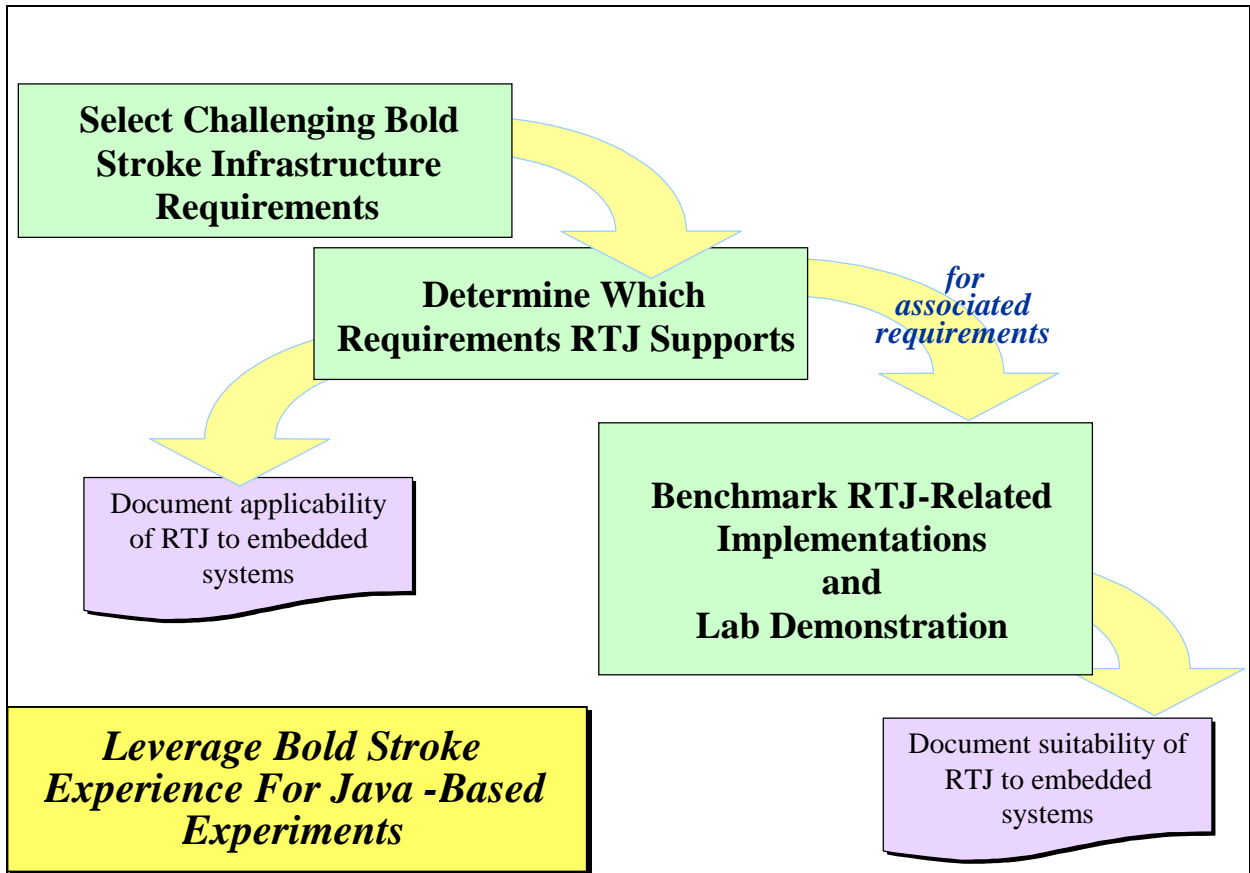 Select Challenging Bold
Stroke Infrastructure
Requirements
Determine Which
Requirements RTJ Supports
for
associated
requirements
Document applicability
of RTJ to embedded
systems
Benchmark RTJ-Related
Implementations
and
Lab Demonstration
Leverage Bold Stroke
Experience For Java -Based
Experiments
Document suitability of
RTJ to embedded
systems